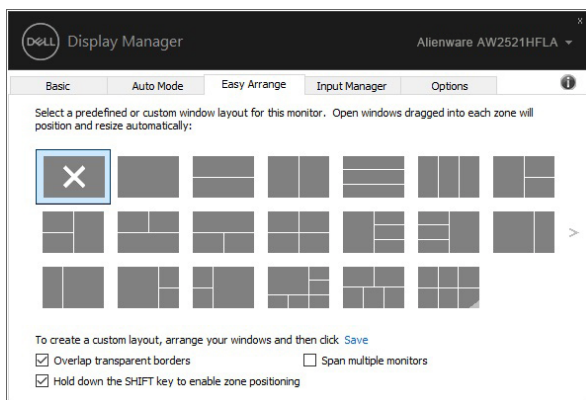 x
DELL Display Manager Alienware AW2521HFLA
Basic Auto Mode Easy Arrange Input Manager Options
Select a predefined or custom window layout for this monitor. Open windows dragged into each zone will
position and resize automatically:
To create a custom layout, arrange your windows and then click Save
Overlap transparent borders Span multiple monitors
Hold down the SHIFT key to enable zone positioning